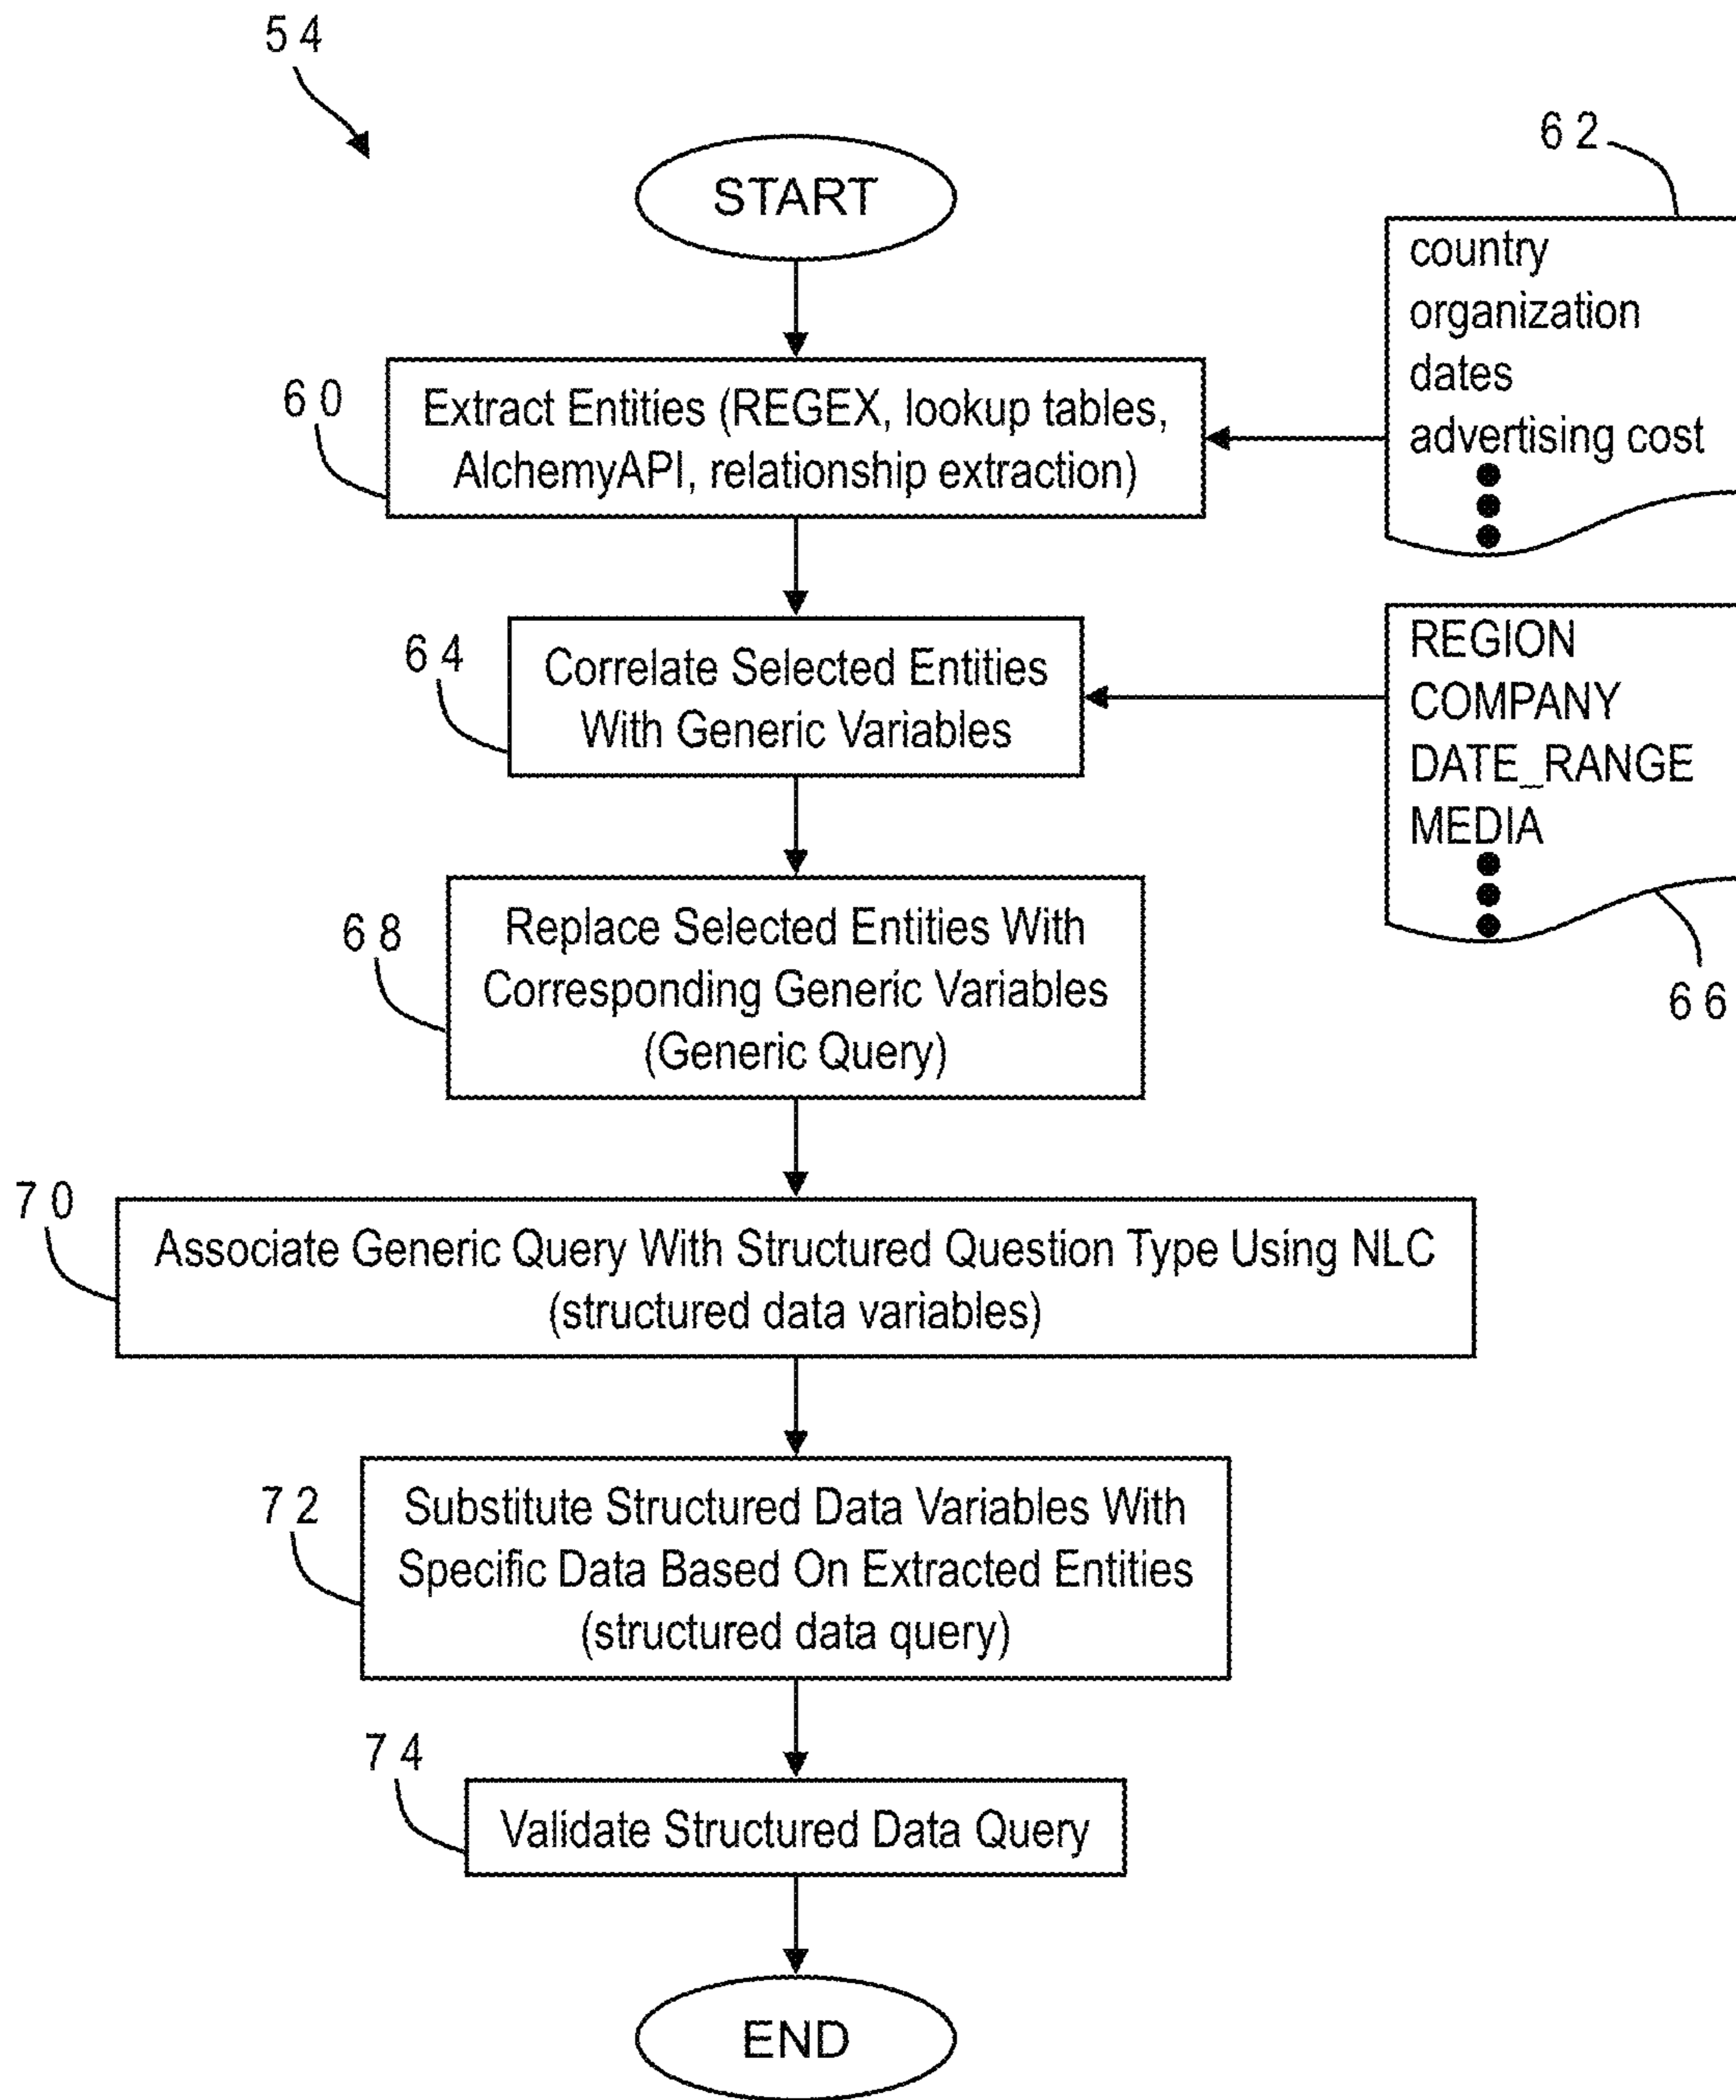 54
START
62
country
organization
dates
advertising cost
60
Extract Entities (REGEX, lookup tables,
AlchemyAPI, relationship extraction)
64
Correlate Selected Entities
With Generic Variables
REGION
COMPANY
DATE_RANGE
MEDIA
66
68
Replace Selected Entities With
Corresponding Generic Variables
(Generic Query)
70
Associate Generic Query With Structured Question Type Using NLC
(structured data variables)
72
Substitute Structured Data Variables With
Specific Data Based On Extracted Entities
(structured data query)
74
Validate Structured Data Query
END